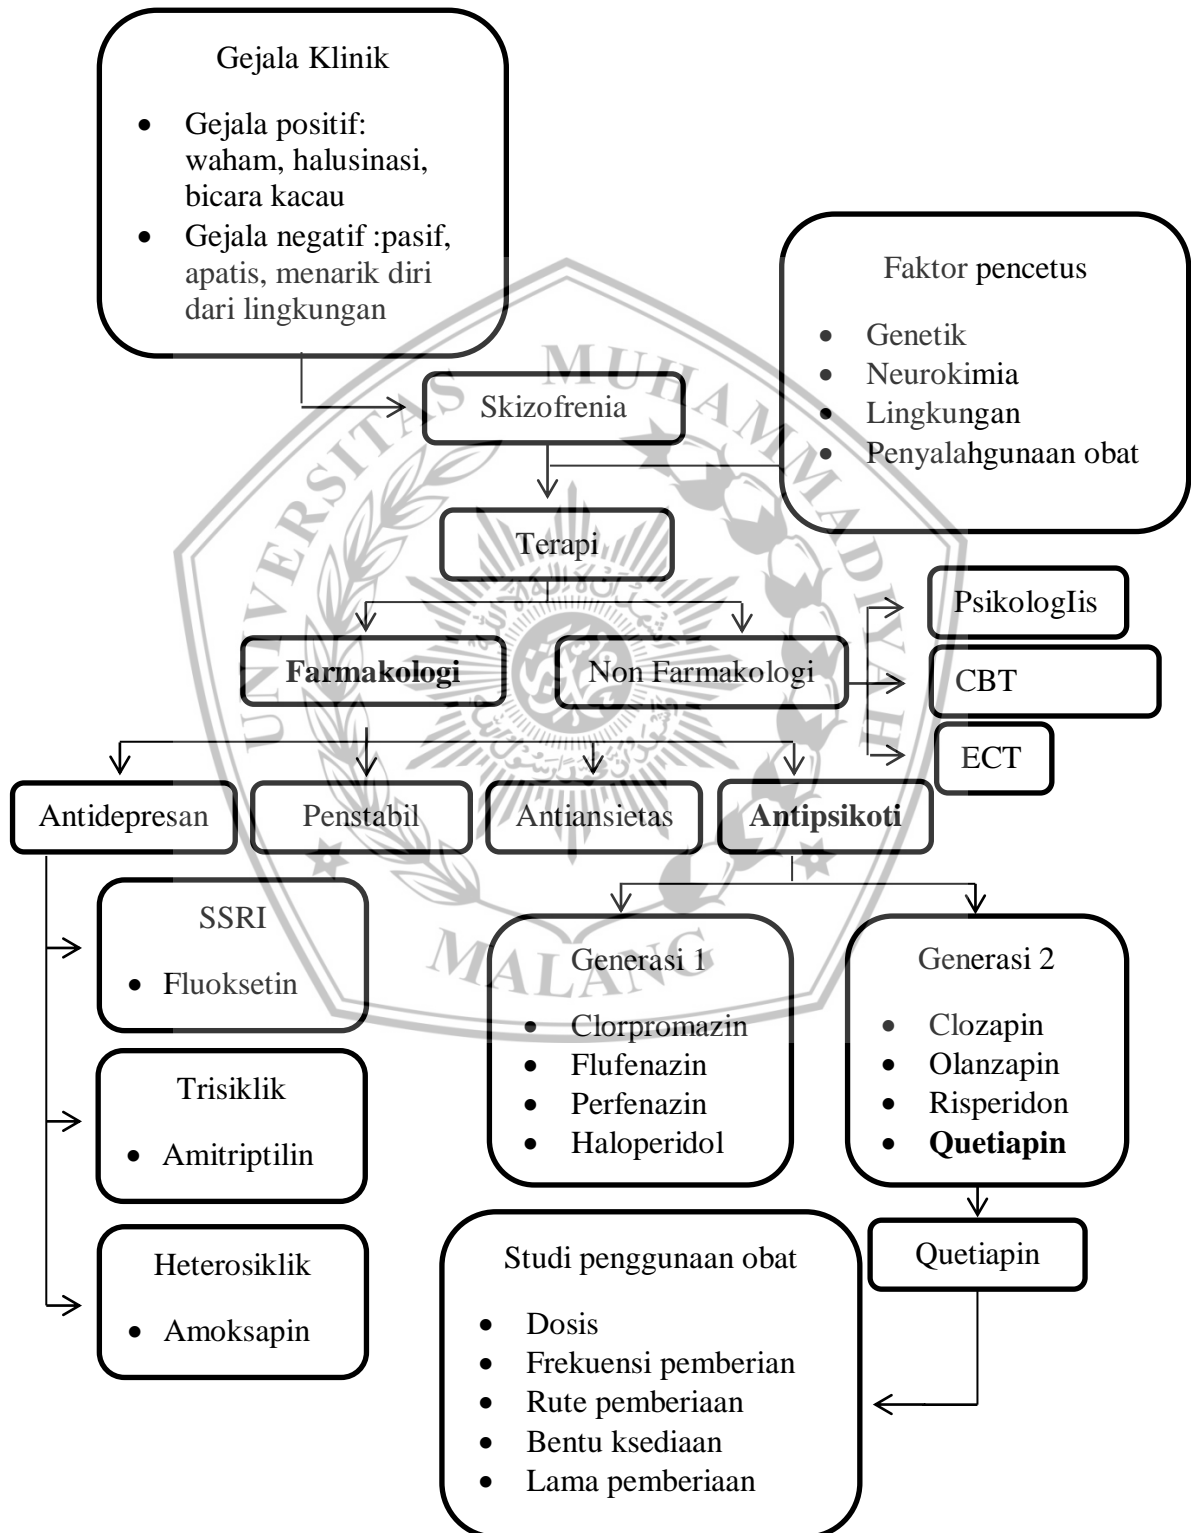 Gejala Klinik
• Gejala positif:
waham, halusinasi,
bicara kacau
• Gejala negatif :pasif,
apatis, menarik diri
dari lingkungan
Faktor pencetus
• Genetik
• Neurokimia
• Lingkungan
• Penyalahgunaan obat
Skizofrenia
Terapi
Farmakologi
Non Farmakologi
PsikologIis
CBT
ECT
Antidepresan
Penstabil
Antiansietas
Antipsikoti
SSRI
• Fluoksetin
Trisiklik
• Amitriptilin
Heterosiklik
• Amoksapin
Generasi 1
• Clorpromazin
• Flufenazin
• Perfenazin
• Haloperidol
Generasi 2
• Clozapin
• Olanzapin
• Risperidon
• Quetiapin
Quetiapin
Studi penggunaan obat
• Dosis
• Frekuensi pemberian
• Rute pemberiaan
• Bentu ksediaan
• Lama pemberiaan
UNIVERSITAS MUHAMMADIYAH
MALANG